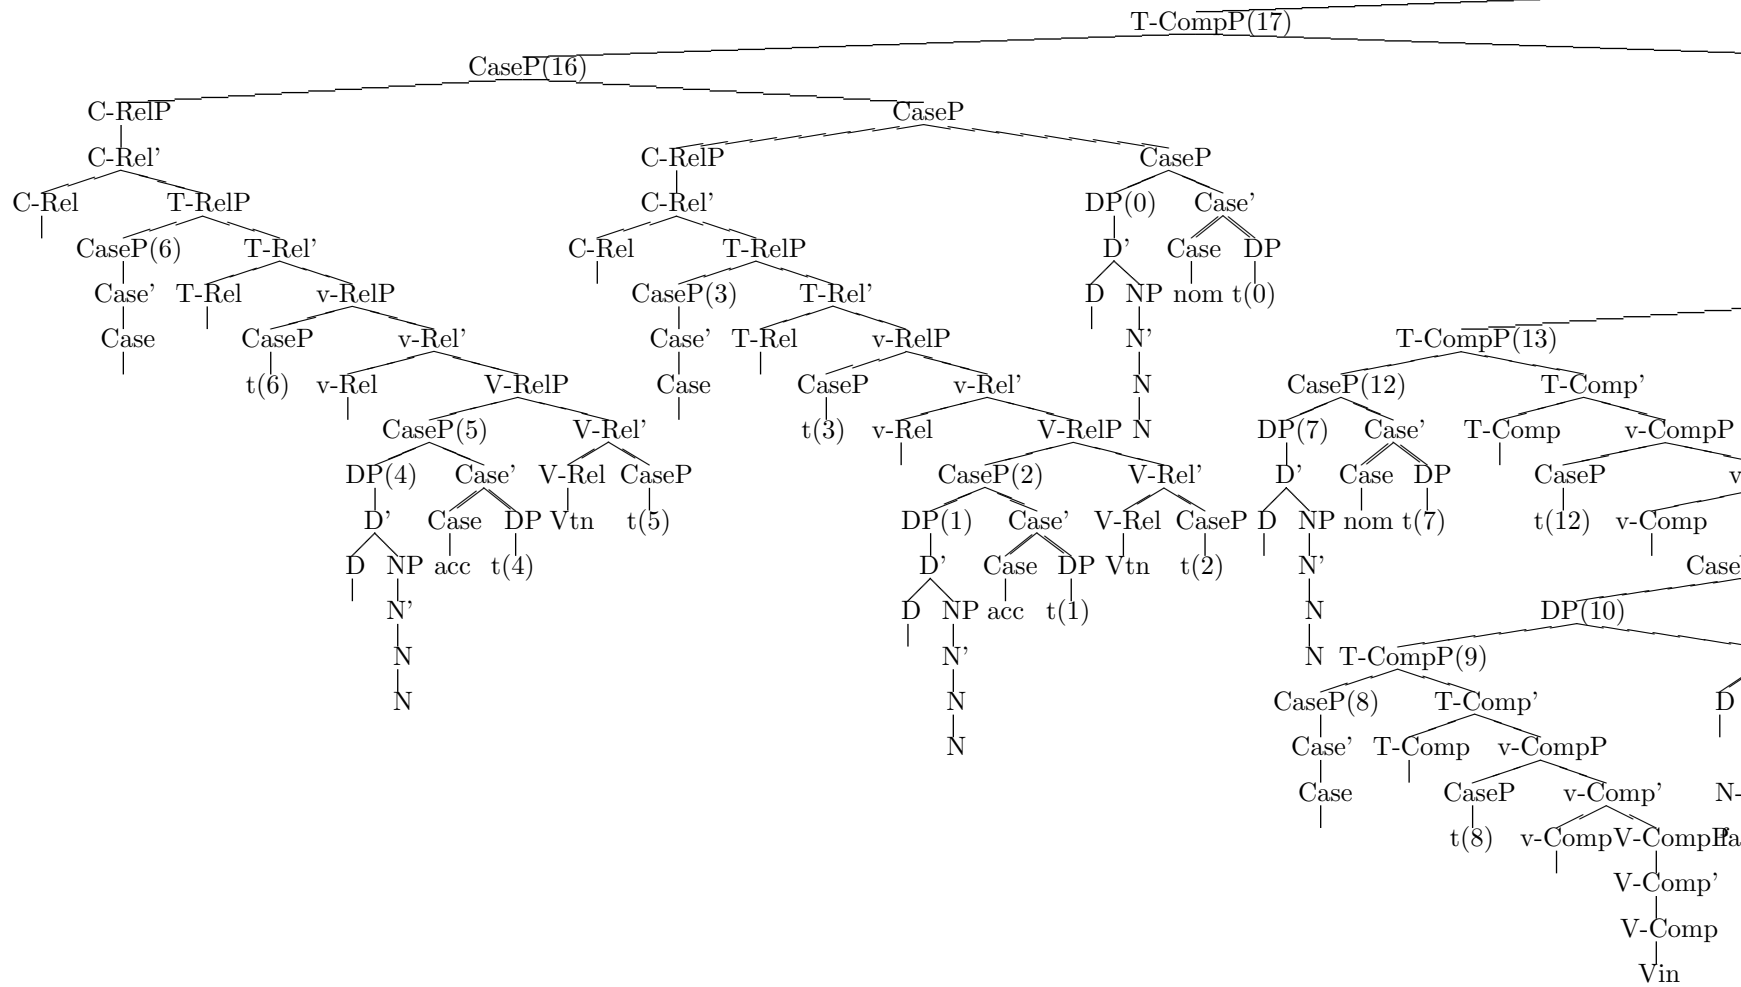 T-CompP(17)
CaseP(16)
C-RelP CaseP
C-Rel' C-RelP CaseP
C-Rel T-RelP C-Rel' DP(0) Case'
CaseP(6) T-Rel' C-Rel T-RelP D' Case DP
Case' T-Rel v-RelP CaseP(3) T-Rel' D NP nom t(0)
Case CaseP v-Rel' Case' T-Rel v-RelP N' T-CompP(13)
t(6) v-Rel V-RelP Case CaseP v-Rel' N CaseP(12) T-Comp'
CaseP(5) V-Rel' t(3) v-Rel V-RelP N DP(7) Case' T-Comp v-CompP
DP(4) Case' V-Rel CaseP CaseP(2) V-Rel' D' Case DP CaseP v
D' Case DP Vtn t(5) DP(1) Case' V-Rel CaseP D NP nom t(7) t(12) v-Comp
D NP acc t(4) D' Case DP Vtn t(2) N' Case
N' D NP acc t(1) N DP(10)
N N' N T-CompP(9)
N N CaseP(8) T-Comp' D
N Case' T-Comp v-CompP
Case CaseP v-Comp' N-
t(8) v-Comp V-CompP fa
V-Comp'
V-Comp
Vin